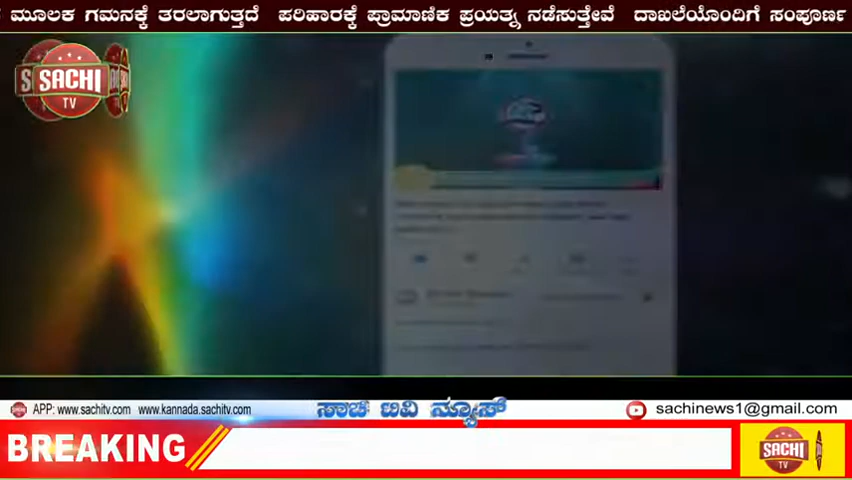 ಮೂಲಕ ಗಮನಕ್ಕೆ ತರಲಾಗುತ್ತದೆ ಪರಿಹಾರಕ್ಕೆ ಪ್ರಾಮಾಣಿಕ ಪ್ರಯತ್ನ ನಡೆಸುತ್ತೇವೆ ದಾಖಲೆಯೊಂದಿಗೆ ಸಂಪೂರ್ಣ
SACHI
TV
APP: www.sachitv.com www.kannada.sachitv.com
ಸಾಚಿ ಟಿವಿ ನ್ಯೂಸ್
sachinews1@gmail.com
BREAKING
SACHI
TV